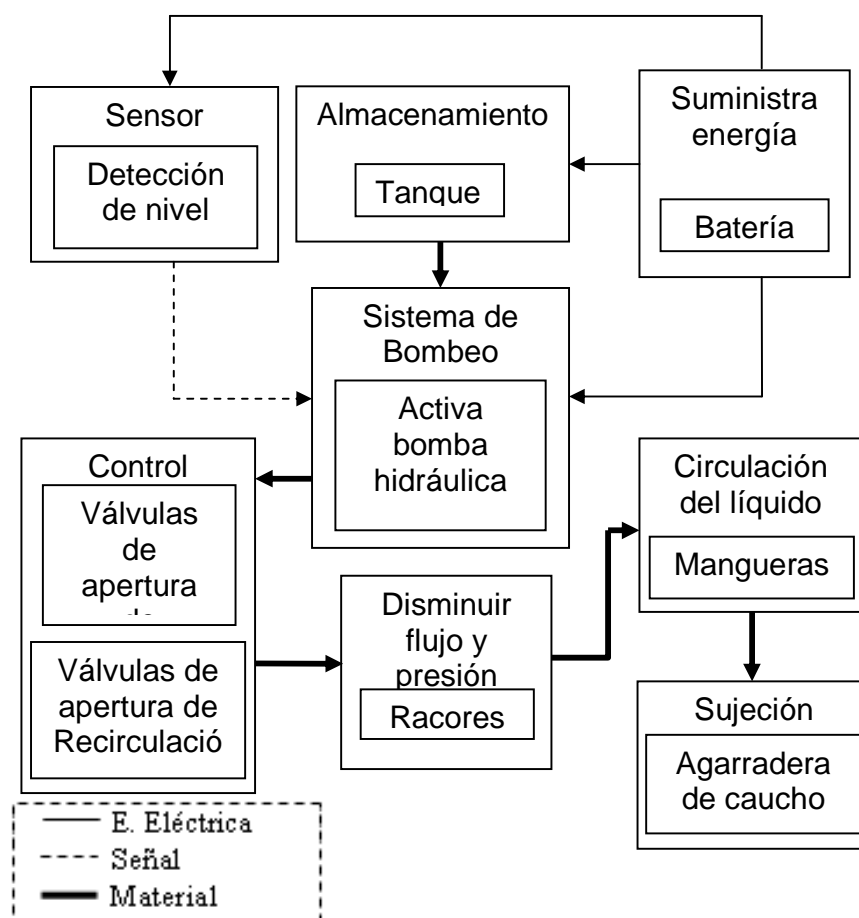 Sensor
Detección
de nivel
Almacenamiento
Tanque
Suministra
energía
Batería
Sistema de
Bombeo
Activa
bomba
hidráulica
Control
Válvulas
de
apertura
Válvulas de
apertura de
Recirculació
Disminuir
flujo y
presión
Racores
Circulación
del líquido
Mangueras
Sujeción
Agarradera
de caucho
E. Eléctrica
Señal
Material